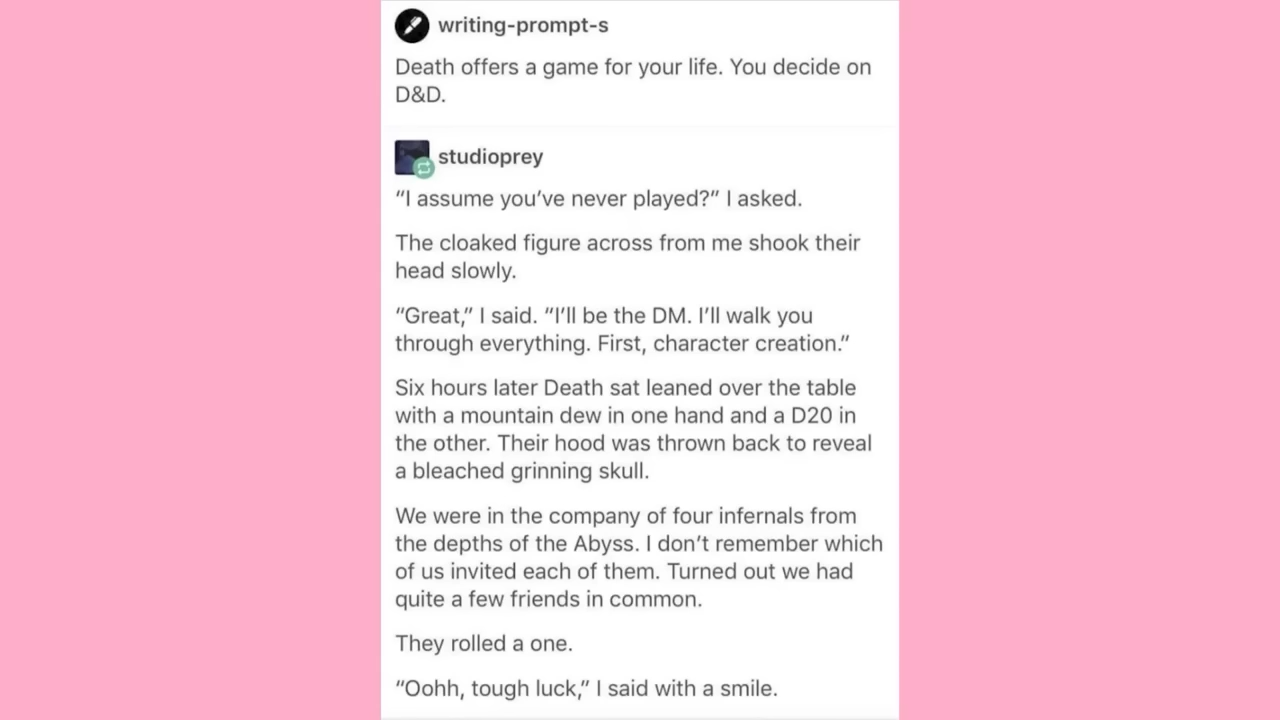 writing-prompt-s
Death offers a game for your life. You decide on
D&D.
studioprey
“I assume you’ve never played?” I asked.
The cloaked figure across from me shook their
head slowly.
“Great,” I said. “I’ll be the DM. I’ll walk you
through everything. First, character creation.”
Six hours later Death sat leaned over the table
with a mountain dew in one hand and a D20 in
the other. Their hood was thrown back to reveal
a bleached grinning skull.
We were in the company of four infernals from
the depths of the Abyss. I don’t remember which
of us invited each of them. Turned out we had
quite a few friends in common.
They rolled a one.
“Oohh, tough luck,” I said with a smile.